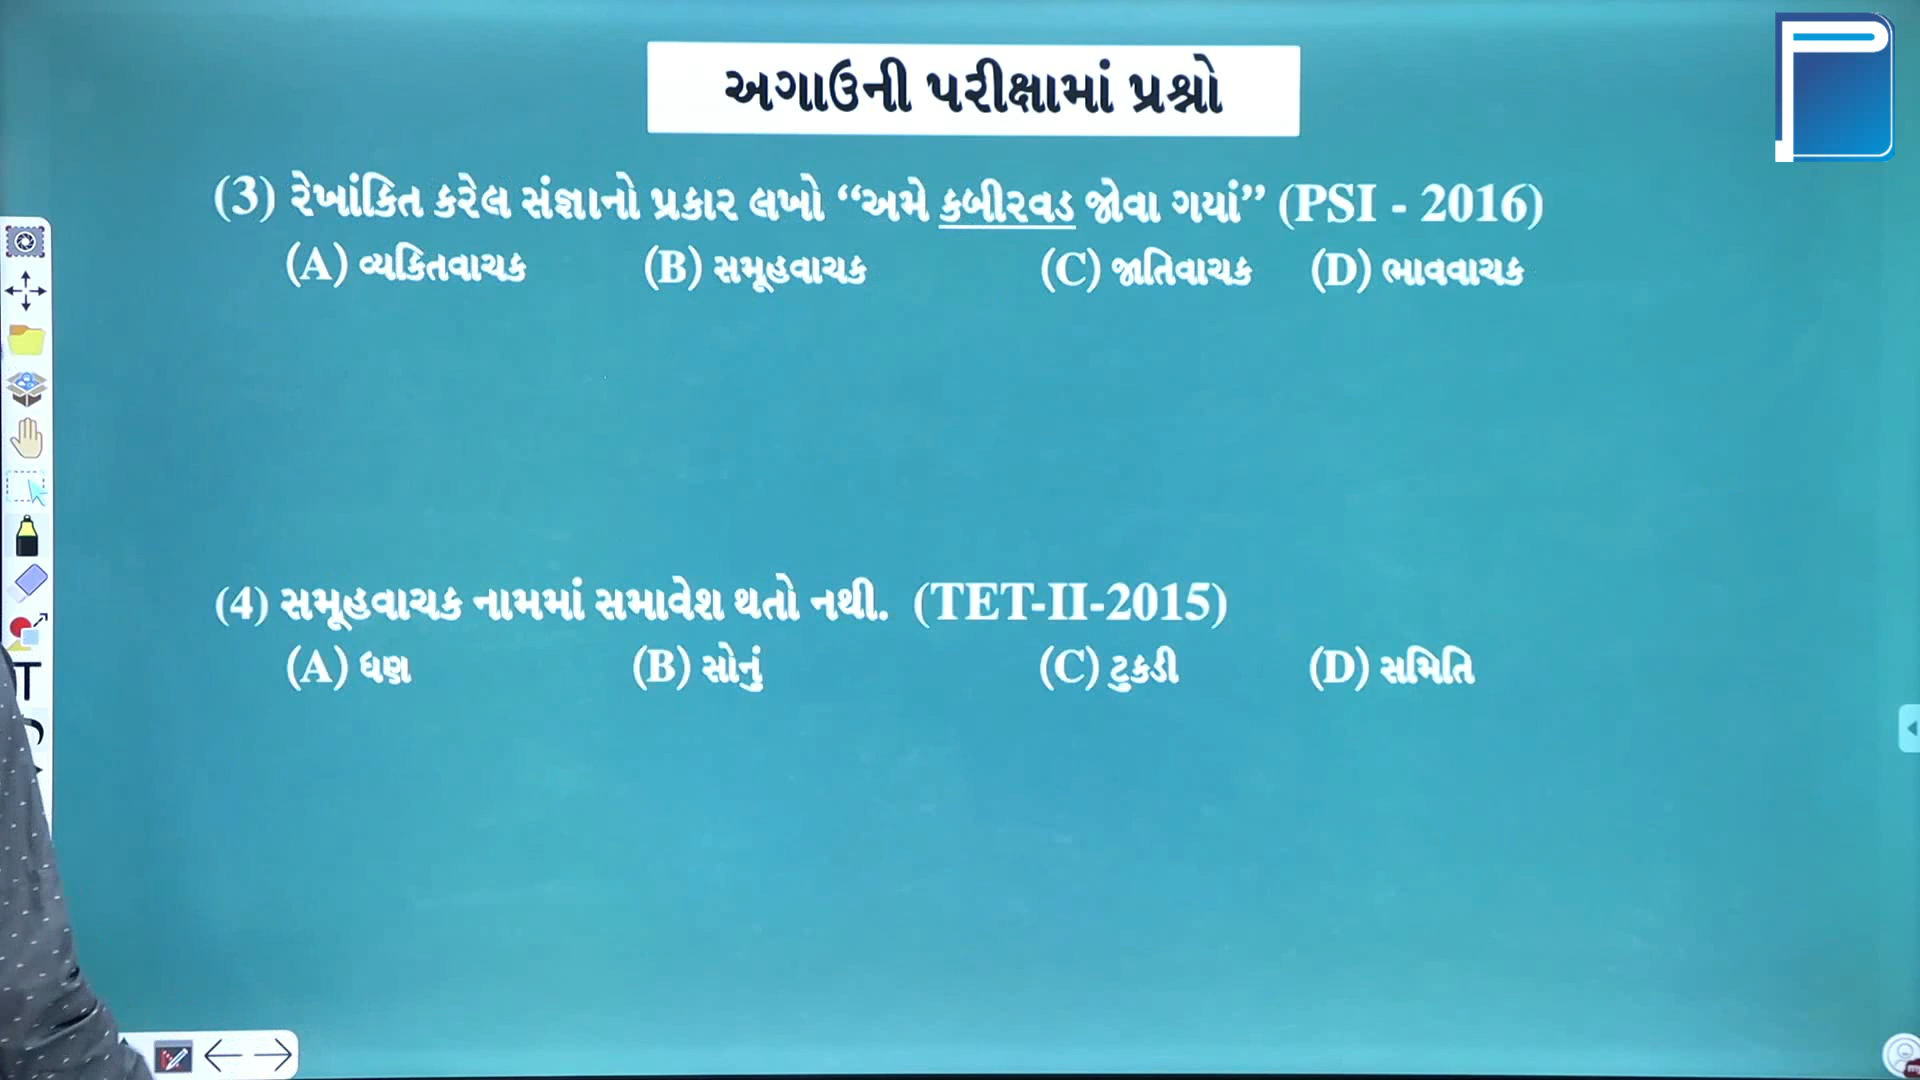 અગાઉની પરીક્ષામાં પ્રશ્નો
(3) રેખાંકિત કરેલ સંજ્ઞાનો પ્રકાર લખો “અમે કબીરવડ જોવા ગયાં” (PSI - 2016)
(A) વ્યકિતવાચક (B) સમૂહવાચક (C) જાતિવાચક (D) ભાવવાચક
(4) સમૂહવાચક નામમાં સમાવેશ થતો નથી. (TET-II-2015)
(A) ધણ (B) સોનું (C) ટુકડી (D) સમિતિ